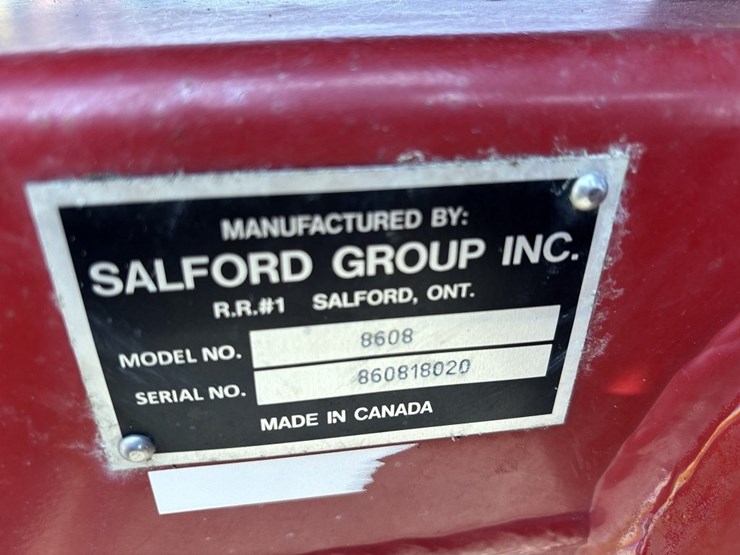 MANUFACTURED BY:
SALFORD GROUP INC.
R.R.#1 SALFORD, ONT.
MODEL NO. 8608
SERIAL NO. 860818020
MADE IN CANADA